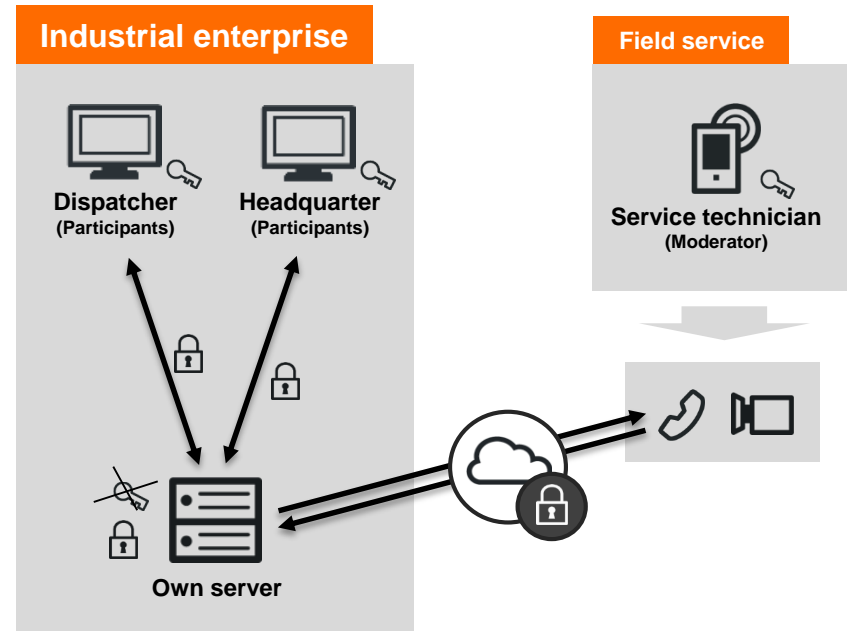 Industrial enterprise
Field service
Dispatcher
(Participants)
Headquarter
(Participants)
Service technician
(Moderator)
Own server